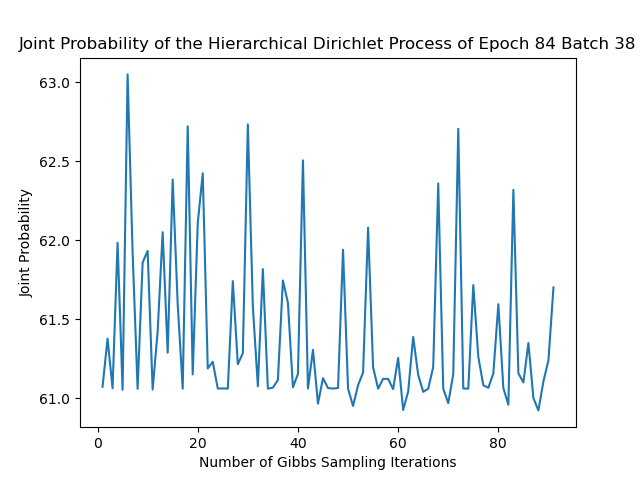 Joint Probability of the Hierarchical Dirichlet Process of Epoch 84 Batch 38
63.0
62.5
62.0
61.5
61.0
Joint Probability
0 20 40 60 80
Number of Gibbs Sampling Iterations